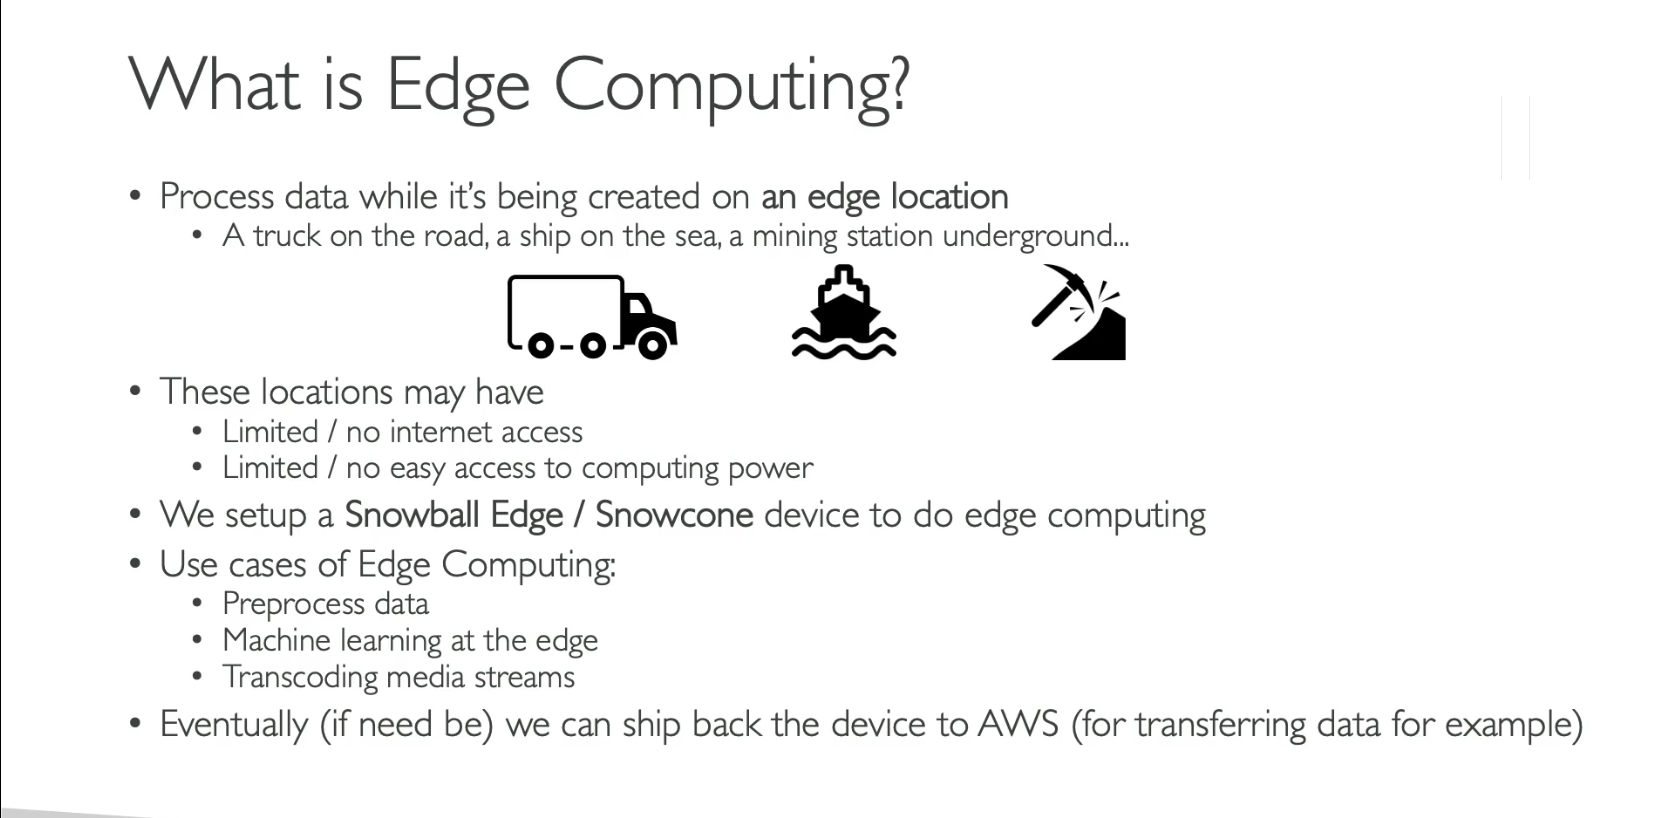 What is Edge Computing?
• Process data while it's being created on an edge location
• A truck on the road, a ship on the sea, a mining station underground...
• These locations may have
• Limited / no internet access
• Limited / no easy access to computing power
• We setup a Snowball Edge / Snowcone device to do edge computing
• Use cases of Edge Computing:
• Preprocess data
• Machine learning at the edge
• Transcoding media streams
• Eventually (if need be) we can ship back the device to AWS (for transferring data for example)